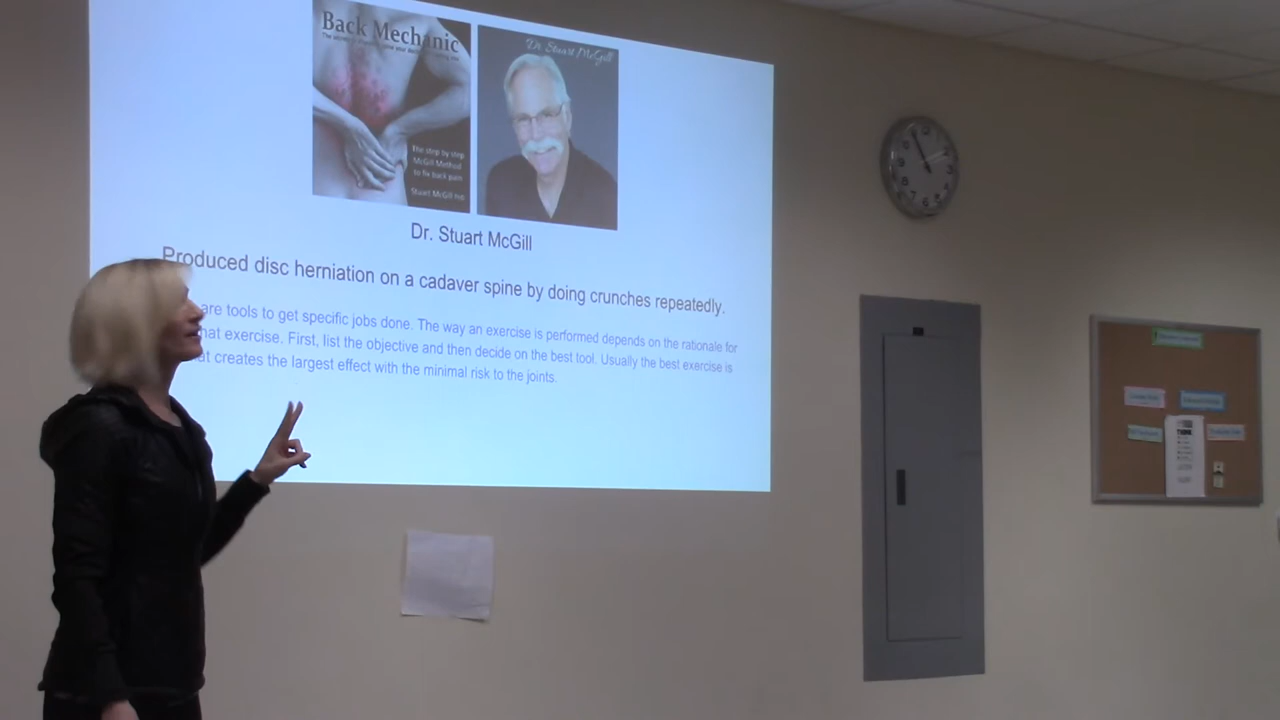 Back Mechanic
Dr. Stuart McGill
The step by step
McGill Method
to fix back pain
Stuart McGill PhD
Dr. Stuart McGill
Produced disc herniation on a cadaver spine by doing crunches repeatedly.
are tools to get specific jobs done. The way an exercise is performed depends on the rationale for
hat exercise. First, list the objective and then decide on the best tool. Usually the best exercise is
at creates the largest effect with the minimal risk to the joints.
THINK